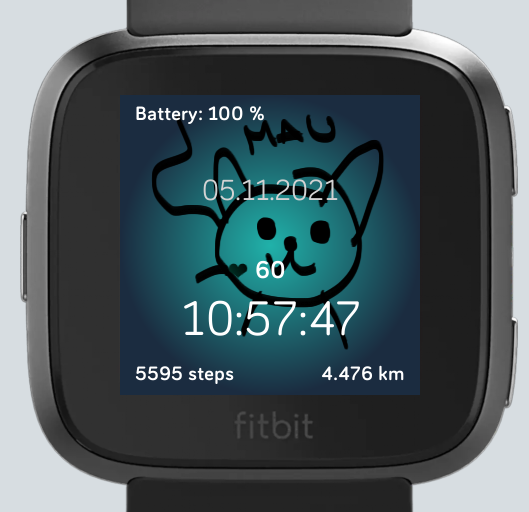 Battery: 100 %
MAU
05.11.2021
60
10:57:47
5595 steps
4.476 km
fitbit